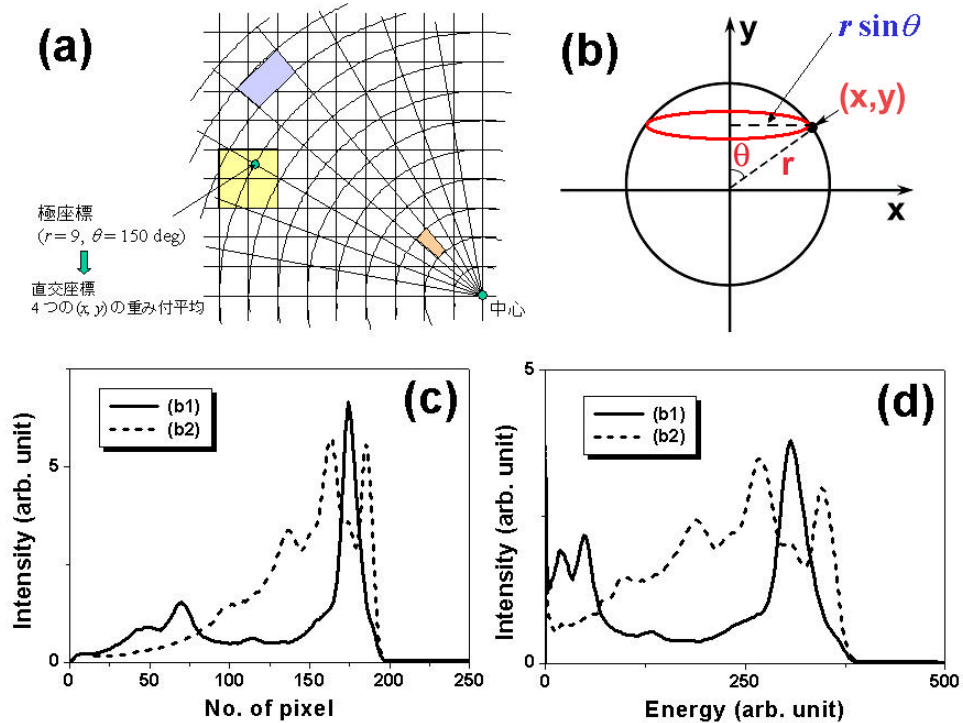 (a)
極座標
(r=9, θ=150 deg)
直交座標
4つの(x, y)の重み付平均
中心
(b)
y
r sin θ
(x,y)
θ
r
x
(c)
(b1)
(b2)
Intensity (arb. unit)
5
0
0
50
100
150
200
250
No. of pixel
(d)
(b1)
(b2)
Intensity (arb. unit)
5
0
250
500
Energy (arb. unit)